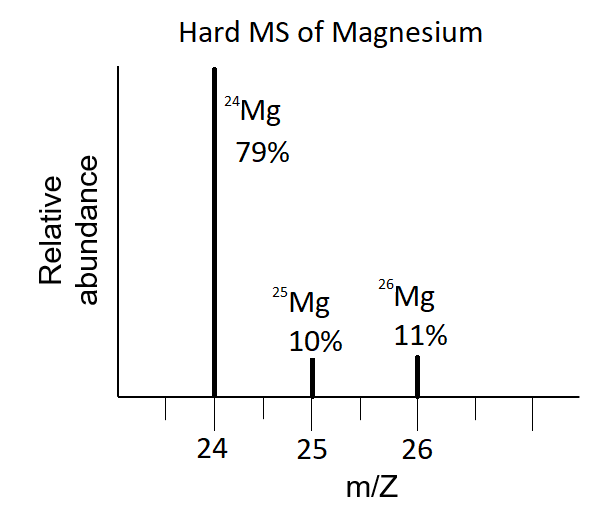 Hard MS of Magnesium
Relative
abundance
²⁴Mg
79%
²⁵Mg
10%
²⁶Mg
11%
24 25 26
m/Z